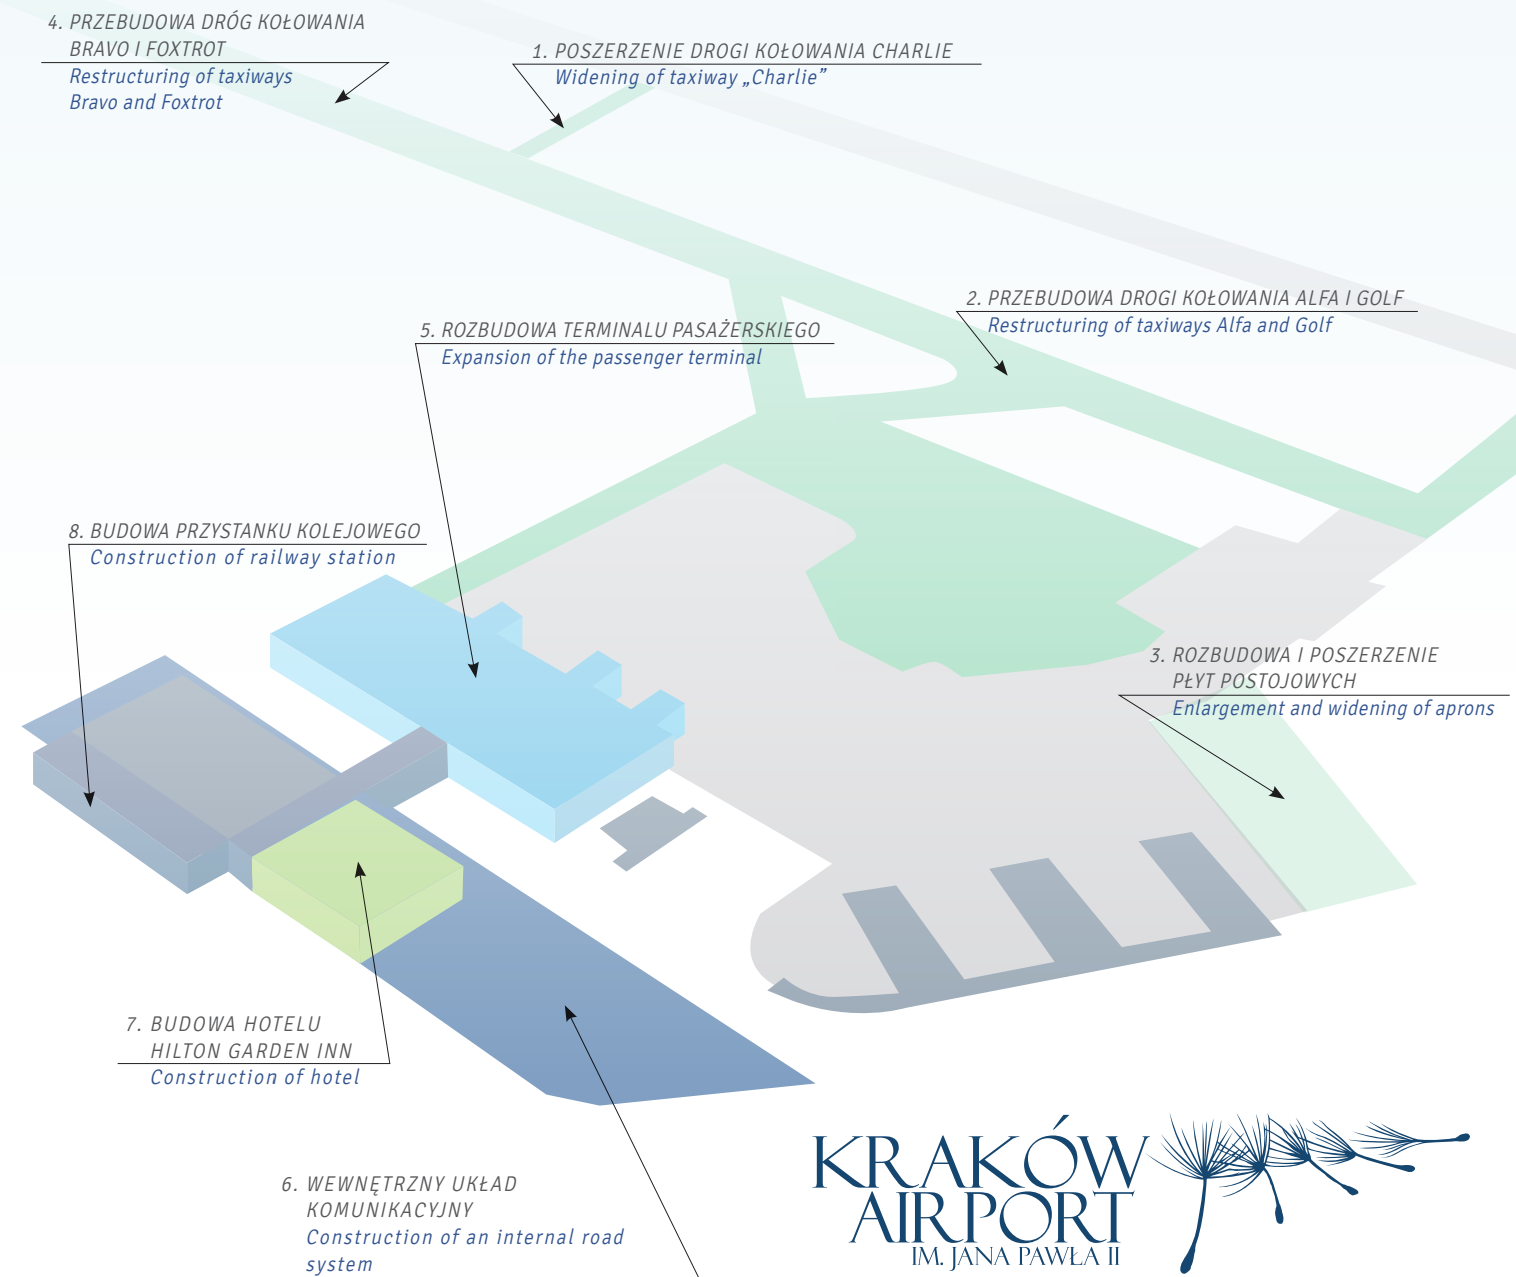 4. PRZEBUDOWA DRÓG KOŁOWANIA
BRAVO I FOXTROT
Restructuring of taxiways
Bravo and Foxtrot
1. POSZERZENIE DROGI KOŁOWANIA CHARLIE
Widening of taxiway „Charlie”
2. PRZEBUDOWA DROGI KOŁOWANIA ALFA I GOLF
Restructuring of taxiways Alfa and Golf
5. ROZBUDOWA TERMINALU PASAŻERSKIEGO
Expansion of the passenger terminal
8. BUDOWA PRZYSTANKU KOLEJOWEGO
Construction of railway station
3. ROZBUDOWA I POSZERZENIE
PŁYT POSTOJOWYCH
Enlargement and widening of aprons
7. BUDOWA HOTELU
HILTON GARDEN INN
Construction of hotel
6. WEWNĘTRZNY UKŁAD
KOMUNIKACYJNY
Construction of an internal road
system
KRAKÓW
AIRPORT
IM. JANA PAWŁA II